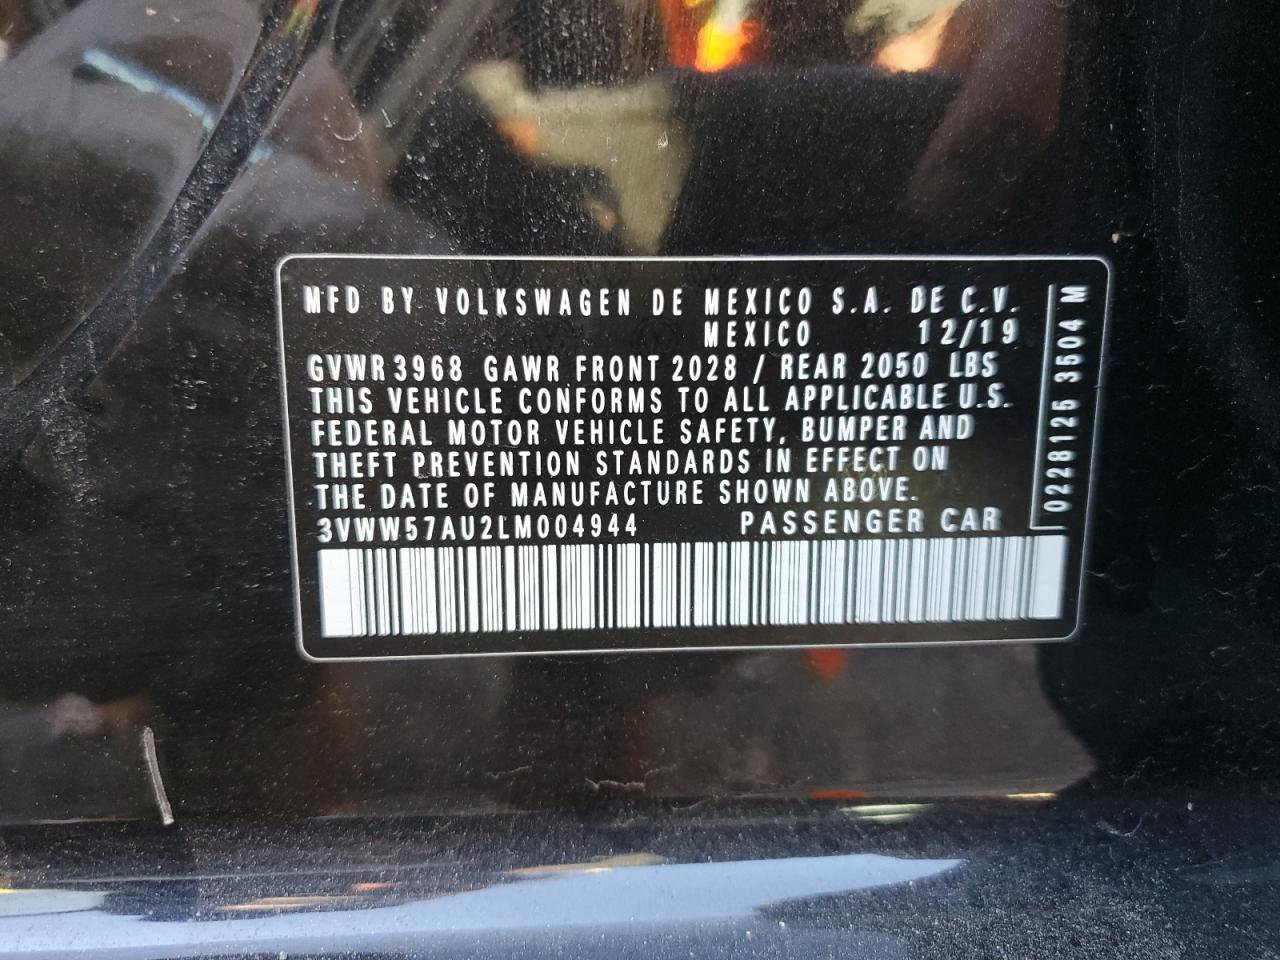 MFD BY VOLKSWAGEN DE MEXICO S.A. DE C.V.
MEXICO 12/19
GVWR 3968 GAWR FRONT 2028 / REAR 2050 LBS
THIS VEHICLE CONFORMS TO ALL APPLICABLE U.S.
FEDERAL MOTOR VEHICLE SAFETY, BUMPER AND
THEFT PREVENTION STANDARDS IN EFFECT ON
THE DATE OF MANUFACTURE SHOWN ABOVE.
3VWW57AU2LM004944 PASSENGER CAR
0228125 3504 M